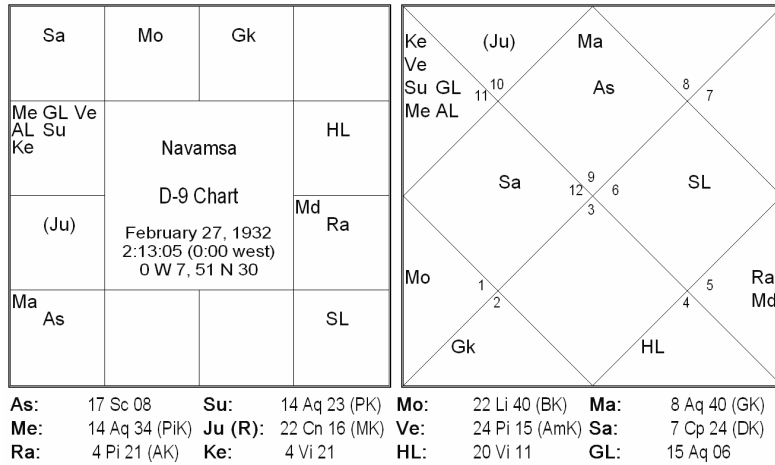 Sa Mo Gk
Me GL Ve
AL Su
Ke
HL
Navamsa
D-9 Chart
February 27, 1932
2:13:05 (0:00 west)
0 W 7, 51 N 30
(Ju)
Md
Ra
Ma
As
SL
Ke
Ve
Su GL
Me AL
(Ju)
Ma
As
10
11
8
7
9
12
6
3
Sa
SL
Mo
1
2
5
4
Ra
Md
Gk
HL
As: 17 Sc 08 Su: 14 Aq 23 (PK) Mo: 22 Li 40 (BK) Ma: 8 Aq 40 (GK)
Me: 14 Aq 34 (PiK) Ju (R): 22 Cn 16 (MK) Ve: 24 Pi 15 (AmK) Sa: 7 Cp 24 (DK)
Ra: 4 Pi 21 (AK) Ke: 4 Vi 21 HL: 20 Vi 11 GL: 15 Aq 06